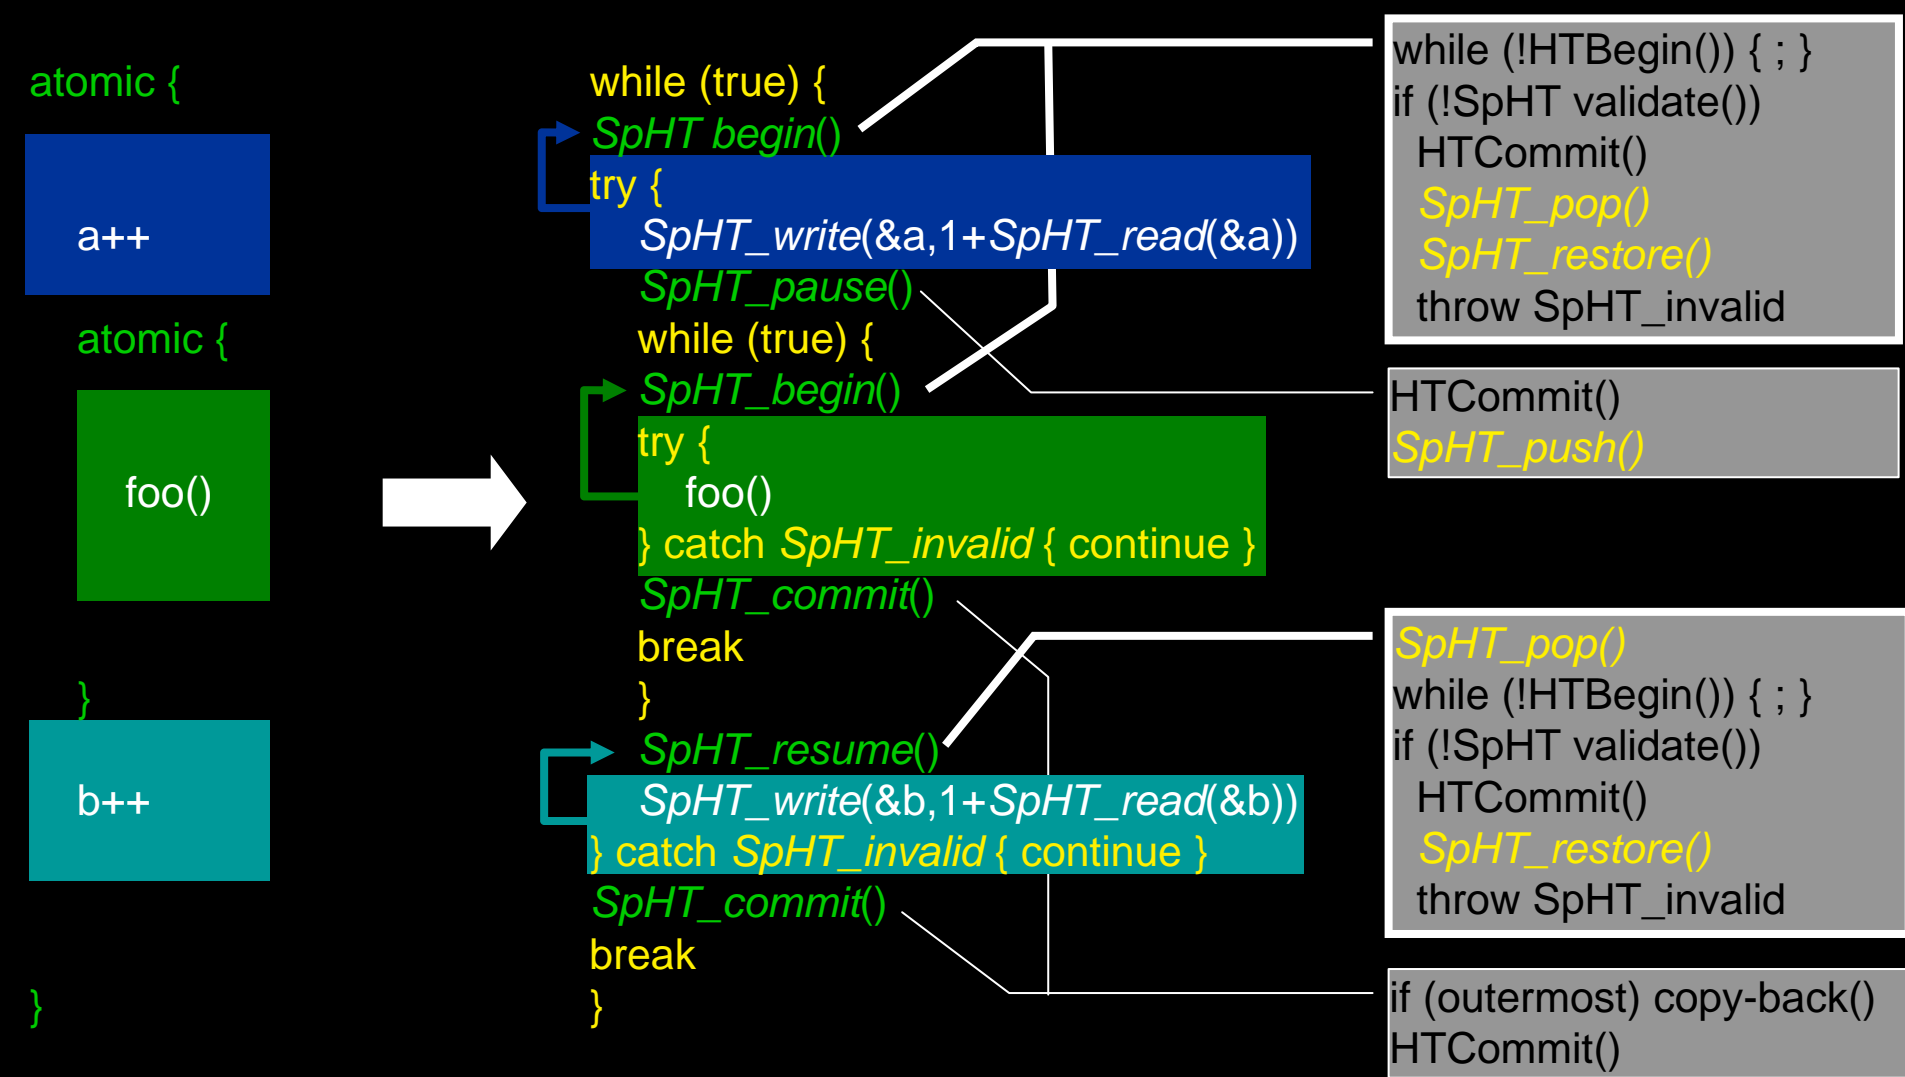 atomic {
a++
atomic {
foo()
}
b++
}
while (true) {
SpHT begin()
try {
SpHT_write(&a,1+SpHT_read(&a))
SpHT_pause()
while (true) {
SpHT_begin()
try {
foo()
} catch SpHT_invalid { continue }
SpHT_commit()
break
}
SpHT_resume()
SpHT_write(&b,1+SpHT_read(&b))
} catch SpHT_invalid { continue }
SpHT_commit()
break
}
while (!HTBegin()) { ; }
if (!SpHT validate())
HTCommit()
SpHT_pop()
SpHT_restore()
throw SpHT_invalid
HTCommit()
SpHT_push()
SpHT_pop()
while (!HTBegin()) { ; }
if (!SpHT validate())
HTCommit()
SpHT_restore()
throw SpHT_invalid
if (outermost) copy-back()
HTCommit()